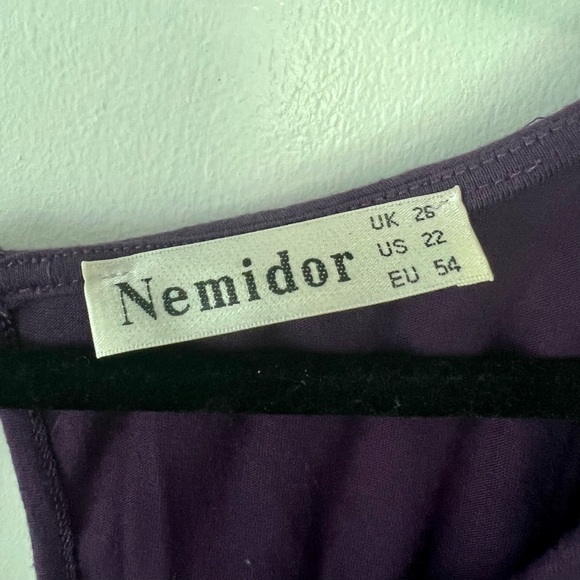 Nemidor
UK 26
US 22
EU 54